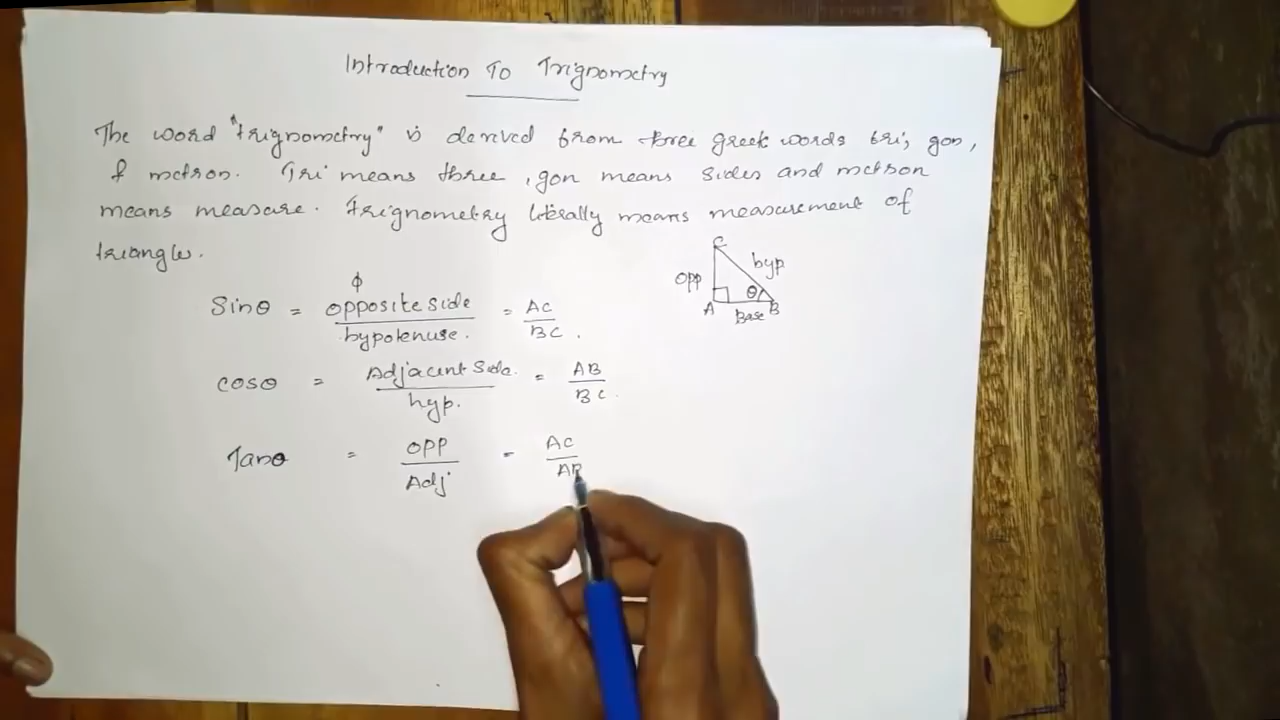 Introduction To Trignometry
The word "trignometry" is derived from three greek words tri, gon,
& metron. Tri means three, gon means sides and metron
means measure. trignometry literally means measurement of
triangle.
C
hyp
opp
θ
A Base B
ϕ
Sinθ = opposite side / hypotenuse. = AC / BC.
cosθ = Adjacent side. / hyp. = AB / BC.
Tanθ = opp / Adj = AC / AB